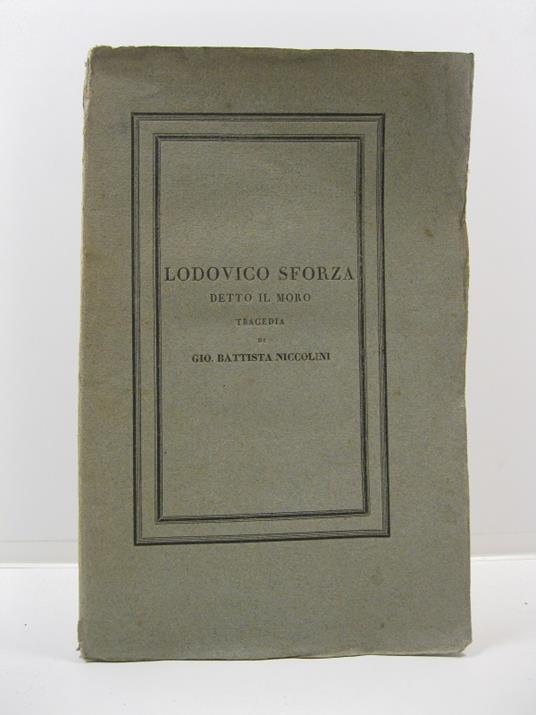 LODOVICO SFORZA
DETTO IL MORO
TRAGEDIA
DI
GIO. BATTISTA NICCOLINI